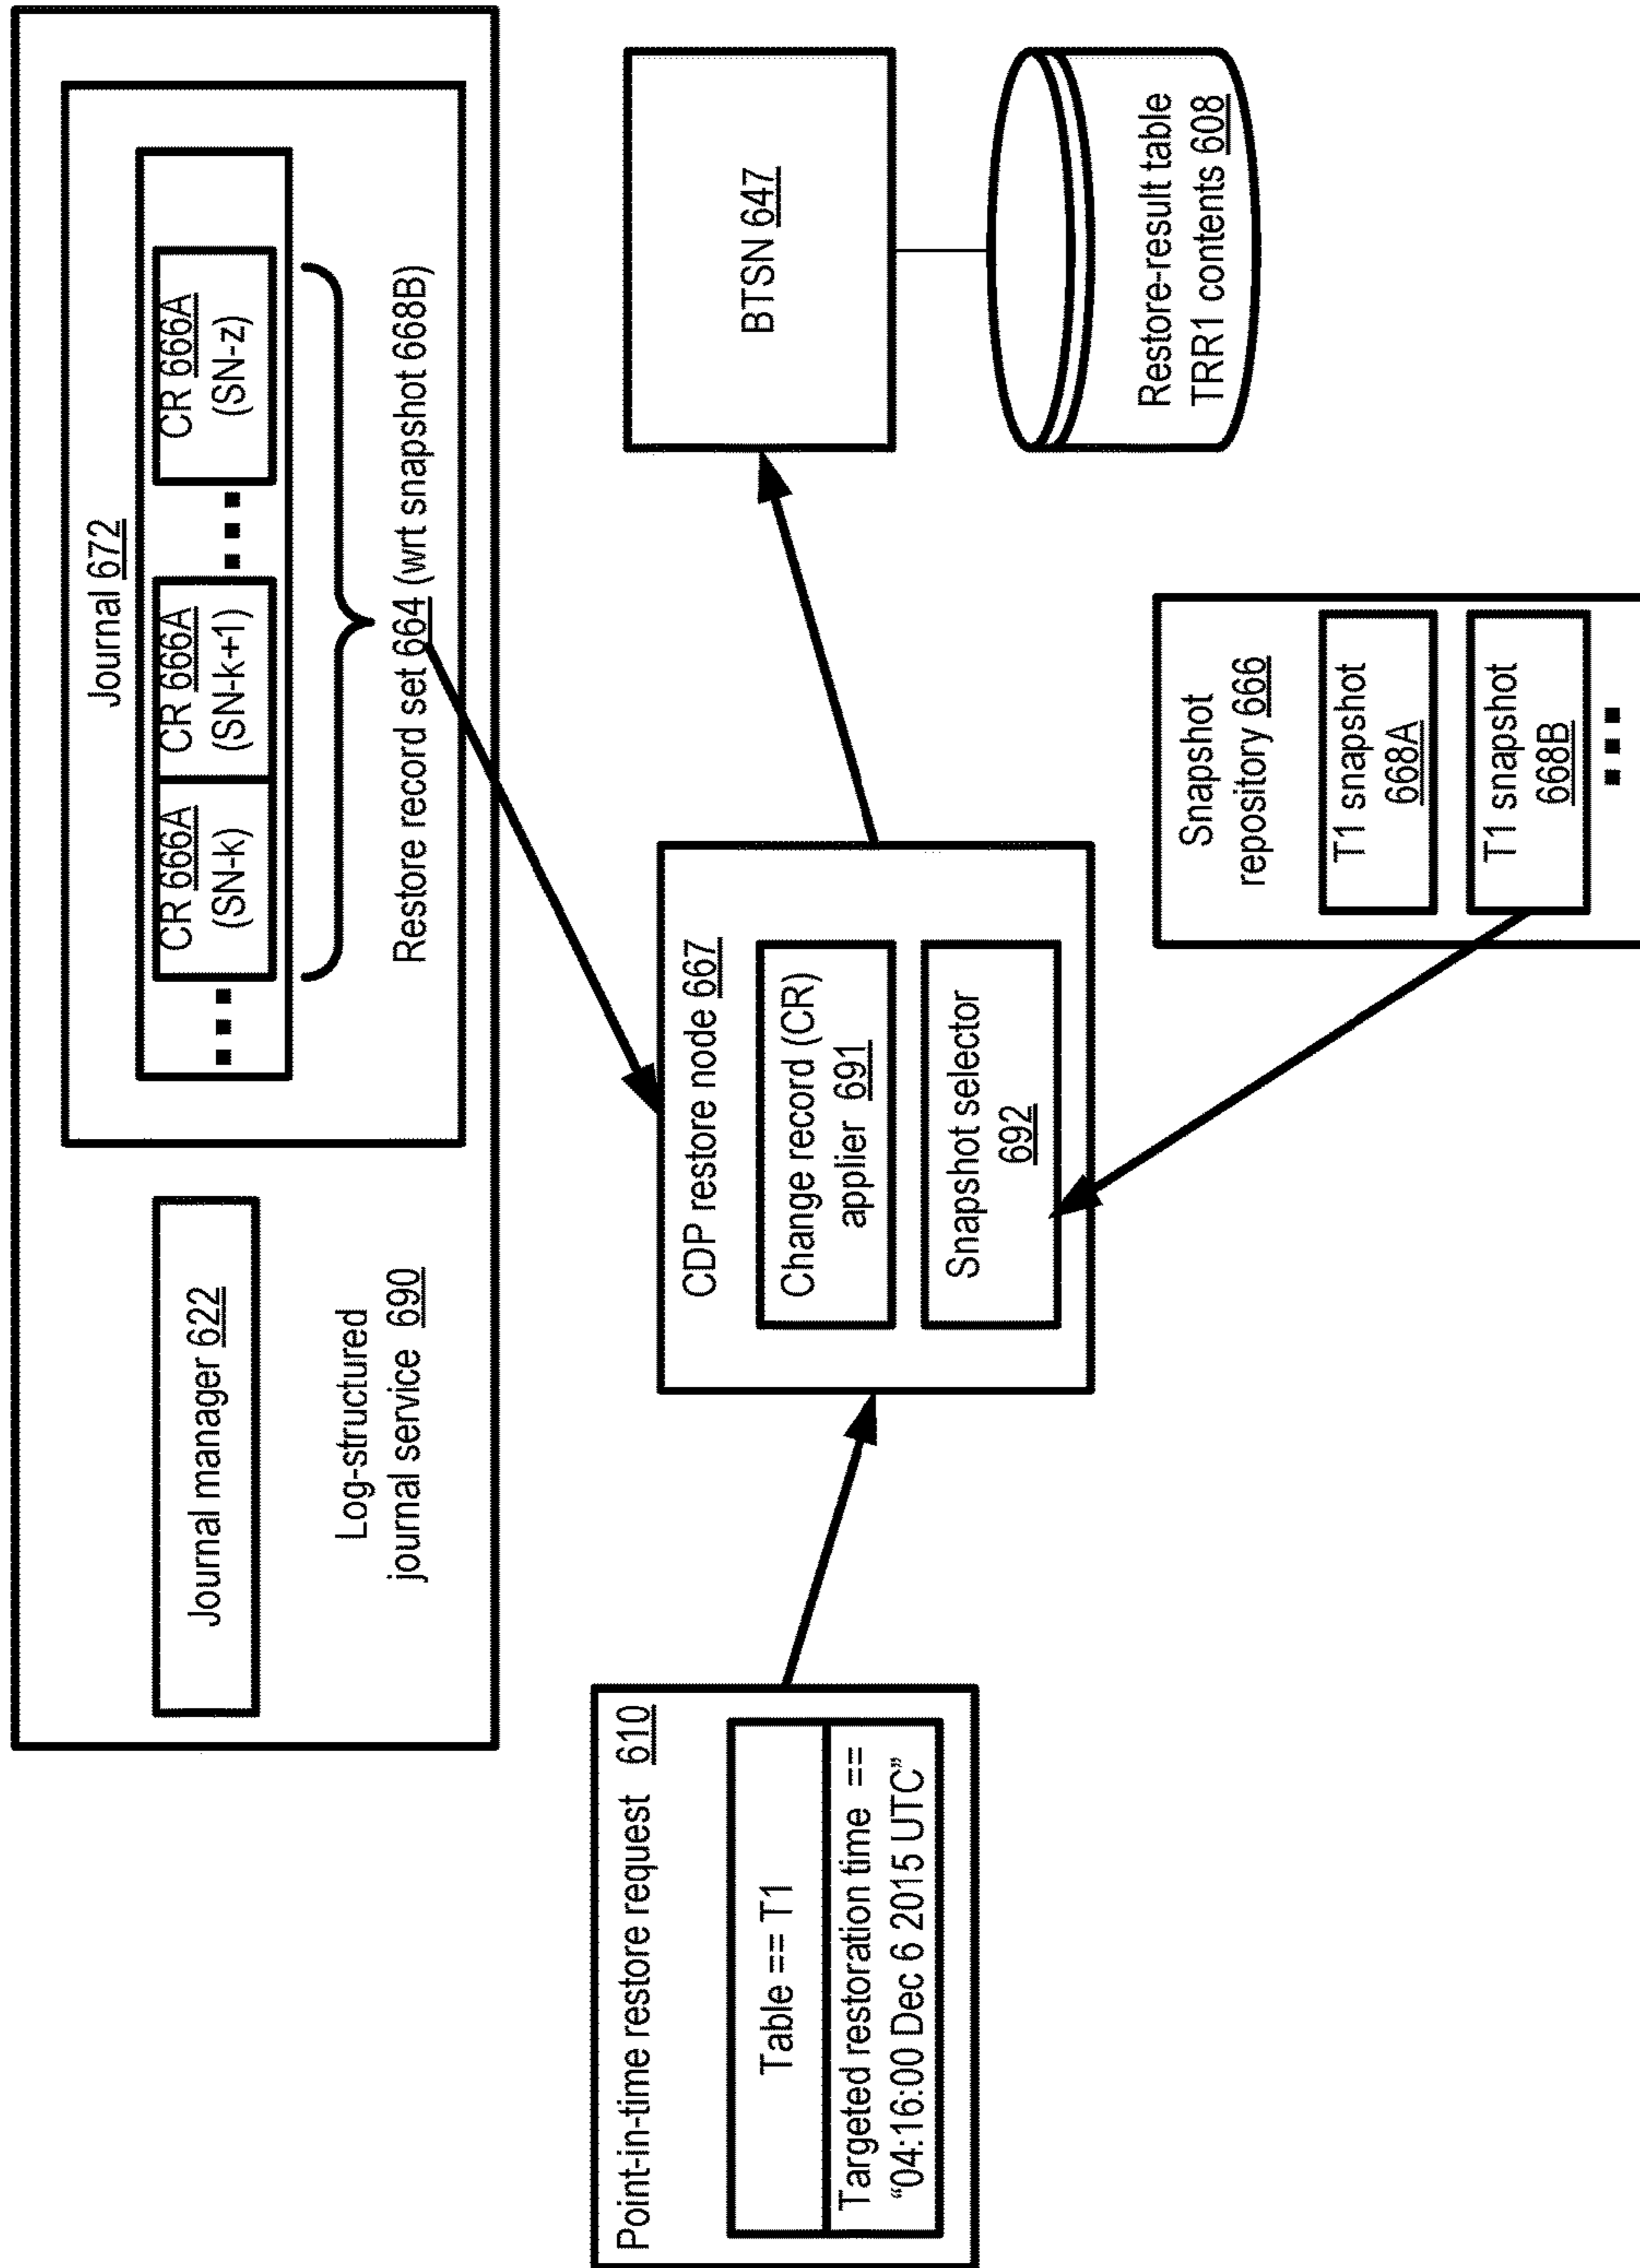 Journal manager 622
Log-structured
journal service 690
Journal 672
CR 666A
(SN-k)
CR 666A
(SN-k+1)
CR 666A
(SN-z)
Restore record set 664 (wrt snapshot 668B)
Point-in-time restore request 610
Table == T1
Targeted restoration time ==
“04:16:00 Dec 6 2015 UTC”
CDP restore node 667
Change record (CR)
applier 691
Snapshot selector
692
BTSN 647
Restore-result table
TRR1 contents 608
Snapshot
repository 666
T1 snapshot
668A
T1 snapshot
668B